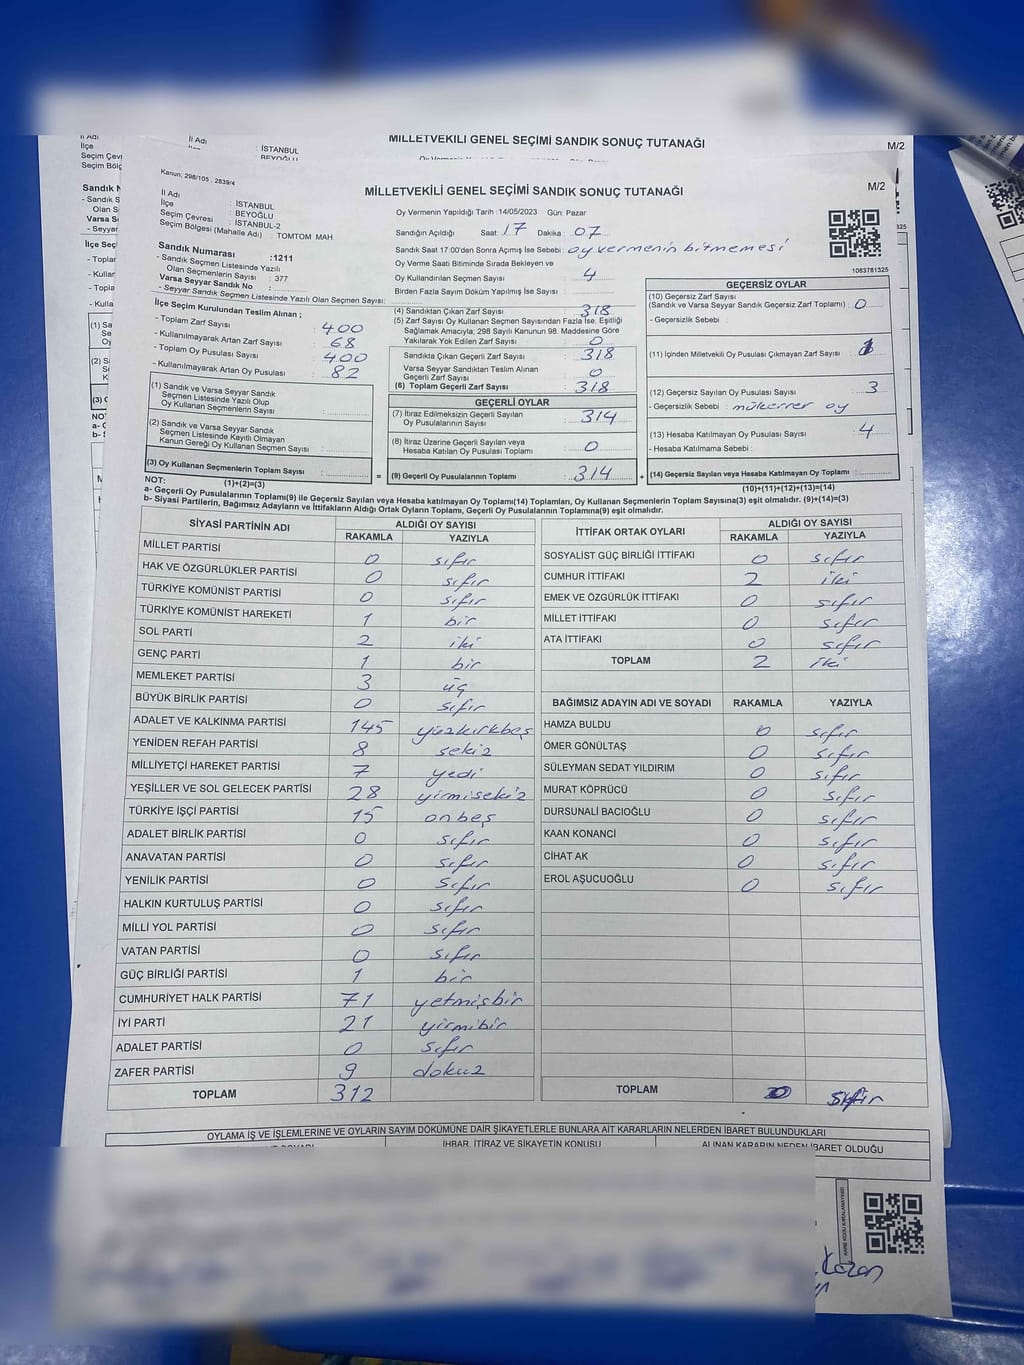 İl Adı
İlçe
Seçim Çevr
Seçim Bölg
İl Adı : İSTANBUL
BEYOĞLU
MİLLETVEKİLİ GENEL SEÇİMİ SANDIK SONUÇ TUTANAĞI
M/2
Kanun: 298/105 , 2839/4
MİLLETVEKİLİ GENEL SEÇİMİ SANDIK SONUÇ TUTANAĞI
M/2
İl Adı : İSTANBUL
İlçe : BEYOĞLU
Seçim Çevresi : İSTANBUL-2
Seçim Bölgesi (Mahalle Adı) : TOMTOM MAH
Oy Vermenin Yapıldığı Tarih :14/05/2023 Gün: Pazar
Sandığın Açıldığı Saat: 17 Dakika: 07
Sandık Saat 17:00'den Sonra Açımış İse Sebebi : oy vermenin bitmemesi
Oy Verme Saati Bitiminde Sırada Bekleyen ve
Oy Kullandırılan Seçmen Sayısı : 4
Birden Fazla Sayım Döküm Yapılmış İse Sayısı :
1083781325
Sandık Numarası :1211
- Sandık Seçmen Listesinde Yazılı
Olan Seçmenlerin Sayısı : 377
Varsa Seyyar Sandık No :
- Seyyar Sandık Seçmen Listesinde Yazılı Olan Seçmen Sayısı:
İlçe Seçim Kurulundan Teslim Alınan ;
- Toplam Zarf Sayısı : 400
- Kullanılmayarak Artan Zarf Sayısı : 68
- Toplam Oy Pusulası Sayısı : 400
- Kullanılmayarak Artan Oy Pusulası : 82
(1) Sandık ve Varsa Seyyar Sandık
Seçmen Listesinde Yazılı Olup
Oy Kullanan Seçmenlerin Sayısı :
(2) Sandık ve Varsa Seyyar Sandık
Seçmen Listesinde Kayıtlı Olmayan
Kanun Gereği Oy Kullanan Seçmen Sayısı :
(3) Oy Kullanan Seçmenlerin Toplam Sayısı :
(4) Sandıktan Çıkan Zarf Sayısı : 318
(5) Zarf Sayısı Oy Kullanan Seçmen Sayısından Fazla İse, Eşitliği
Sağlamak Amacıyla; 298 Sayılı Kanunun 98. Maddesine Göre
Yakılarak Yok Edilen Zarf Sayısı : 0
Sandıkta Çıkan Geçerli Zarf Sayısı : 318
Varsa Seyyar Sandıktan Teslim Alınan
Geçerli Zarf Sayısı : 0
(6) Toplam Geçerli Zarf Sayısı : 318
GEÇERLİ OYLAR
(7) İtiraz Edilmeksizin Geçerli Sayılan
Oy Pusulalarının Sayısı : 314
(8) İtiraz Üzerine Geçerli Sayılan veya
Hesaba Katılan Oy Pusulaları Toplamı : 0
= (9) Geçerli Oy Pusulalarının Toplamı : 314
GEÇERSİZ OYLAR
(10) Geçersiz Zarf Sayısı
(Sandık ve Varsa Seyyar Sandık Geçersiz Zarf Toplamı) : 0
- Geçersizlik Sebebi :
(11) İçinden Milletvekili Oy Pusulası Çıkmayan Zarf Sayısı : 1
(12) Geçersiz Sayılan Oy Pusulası Sayısı : 3
- Geçersizlik Sebebi : mükerrer oy
(13) Hesaba Katılmayan Oy Pusulası Sayısı : 4
- Hesaba Katılmama Sebebi :
+ (14) Geçersiz Sayılan veya Hesaba Katılmayan Oy Toplamı :
NOT: (1)+(2)=(3) (10)+(11)+(12)+(13)=(14)
a- Geçerli Oy Pusulalarının Toplamı(9) ile Geçersiz Sayılan veya Hesaba katılmayan Oy Toplamı(14) Toplamları, Oy Kullanan Seçmenlerin Toplam Sayısına(3) eşit olmalıdır. (9)+(14)=(3)
b- Siyasi Partilerin, Bağımsız Adayların ve İttifakların Aldığı Ortak Oyların Toplamı, Geçerli Oy Pusulalarının Toplamına(9) eşit olmalıdır.
SİYASİ PARTİNİN ADI ALDIĞI OY SAYISI
RAKAMLA YAZIYLA
MİLLET PARTİSİ 0 sıfır
HAK VE ÖZGÜRLÜKLER PARTİSİ 0 sıfır
TÜRKİYE KOMÜNİST PARTİSİ 0 sıfır
TÜRKİYE KOMÜNİST HAREKETİ 1 bir
SOL PARTİ 2 iki
GENÇ PARTİ 1 bir
MEMLEKET PARTİSİ 3 üç
BÜYÜK BİRLİK PARTİSİ 0 sıfır
ADALET VE KALKINMA PARTİSİ 145 yüzkırkbeş
YENİDEN REFAH PARTİSİ 8 sekiz
MİLLİYETÇİ HAREKET PARTİSİ 7 yedi
YEŞİLLER VE SOL GELECEK PARTİSİ 28 yirmisekiz
TÜRKİYE İŞÇİ PARTİSİ 15 onbeş
ADALET BİRLİK PARTİSİ 0 sıfır
ANAVATAN PARTİSİ 0 sıfır
YENİLİK PARTİSİ 0 sıfır
HALKIN KURTULUŞ PARTİSİ 0 sıfır
MİLLİ YOL PARTİSİ 0 sıfır
VATAN PARTİSİ 0 sıfır
GÜÇ BİRLİĞİ PARTİSİ 1 bir
CUMHURİYET HALK PARTİSİ 71 yetmişbir
İYİ PARTİ 21 yirmibir
ADALET PARTİSİ 0 sıfır
ZAFER PARTİSİ 9 dokuz
TOPLAM 312
İTTİFAK ORTAK OYLARI ALDIĞI OY SAYISI
RAKAMLA YAZIYLA
SOSYALİST GÜÇ BİRLİĞİ İTTİFAKI 0 sıfır
CUMHUR İTTİFAKI 2 iki
EMEK VE ÖZGÜRLÜK İTTİFAKI 0 sıfır
MİLLET İTTİFAKI 0 sıfır
ATA İTTİFAKI 0 sıfır
TOPLAM 2 iki
BAĞIMSIZ ADAYIN ADI VE SOYADI RAKAMLA YAZIYLA
HAMZA BULDU 0 sıfır
ÖMER GÖNÜLTAŞ 0 sıfır
SÜLEYMAN SEDAT YILDIRIM 0 sıfır
MURAT KÖPRÜCÜ 0 sıfır
DURSUNALİ BACIOĞLU 0 sıfır
KAAN KONANCİ 0 sıfır
CİHAT AK 0 sıfır
EROL AŞUCUOĞLU 0 sıfır
TOPLAM 0 sıfır
OYLAMA İŞ VE İŞLEMLERİNE VE OYLARIN SAYIM DÖKÜMÜNE DAİR ŞİKAYETLERLE BUNLARA AİT KARARLARIN NELERDEN İBARET BULUNDUKLARI
İHBAR, İTİRAZ VE ŞİKAYETİN KONUSU ALINAN KARARIN NEDEN İBARET OLDUĞU